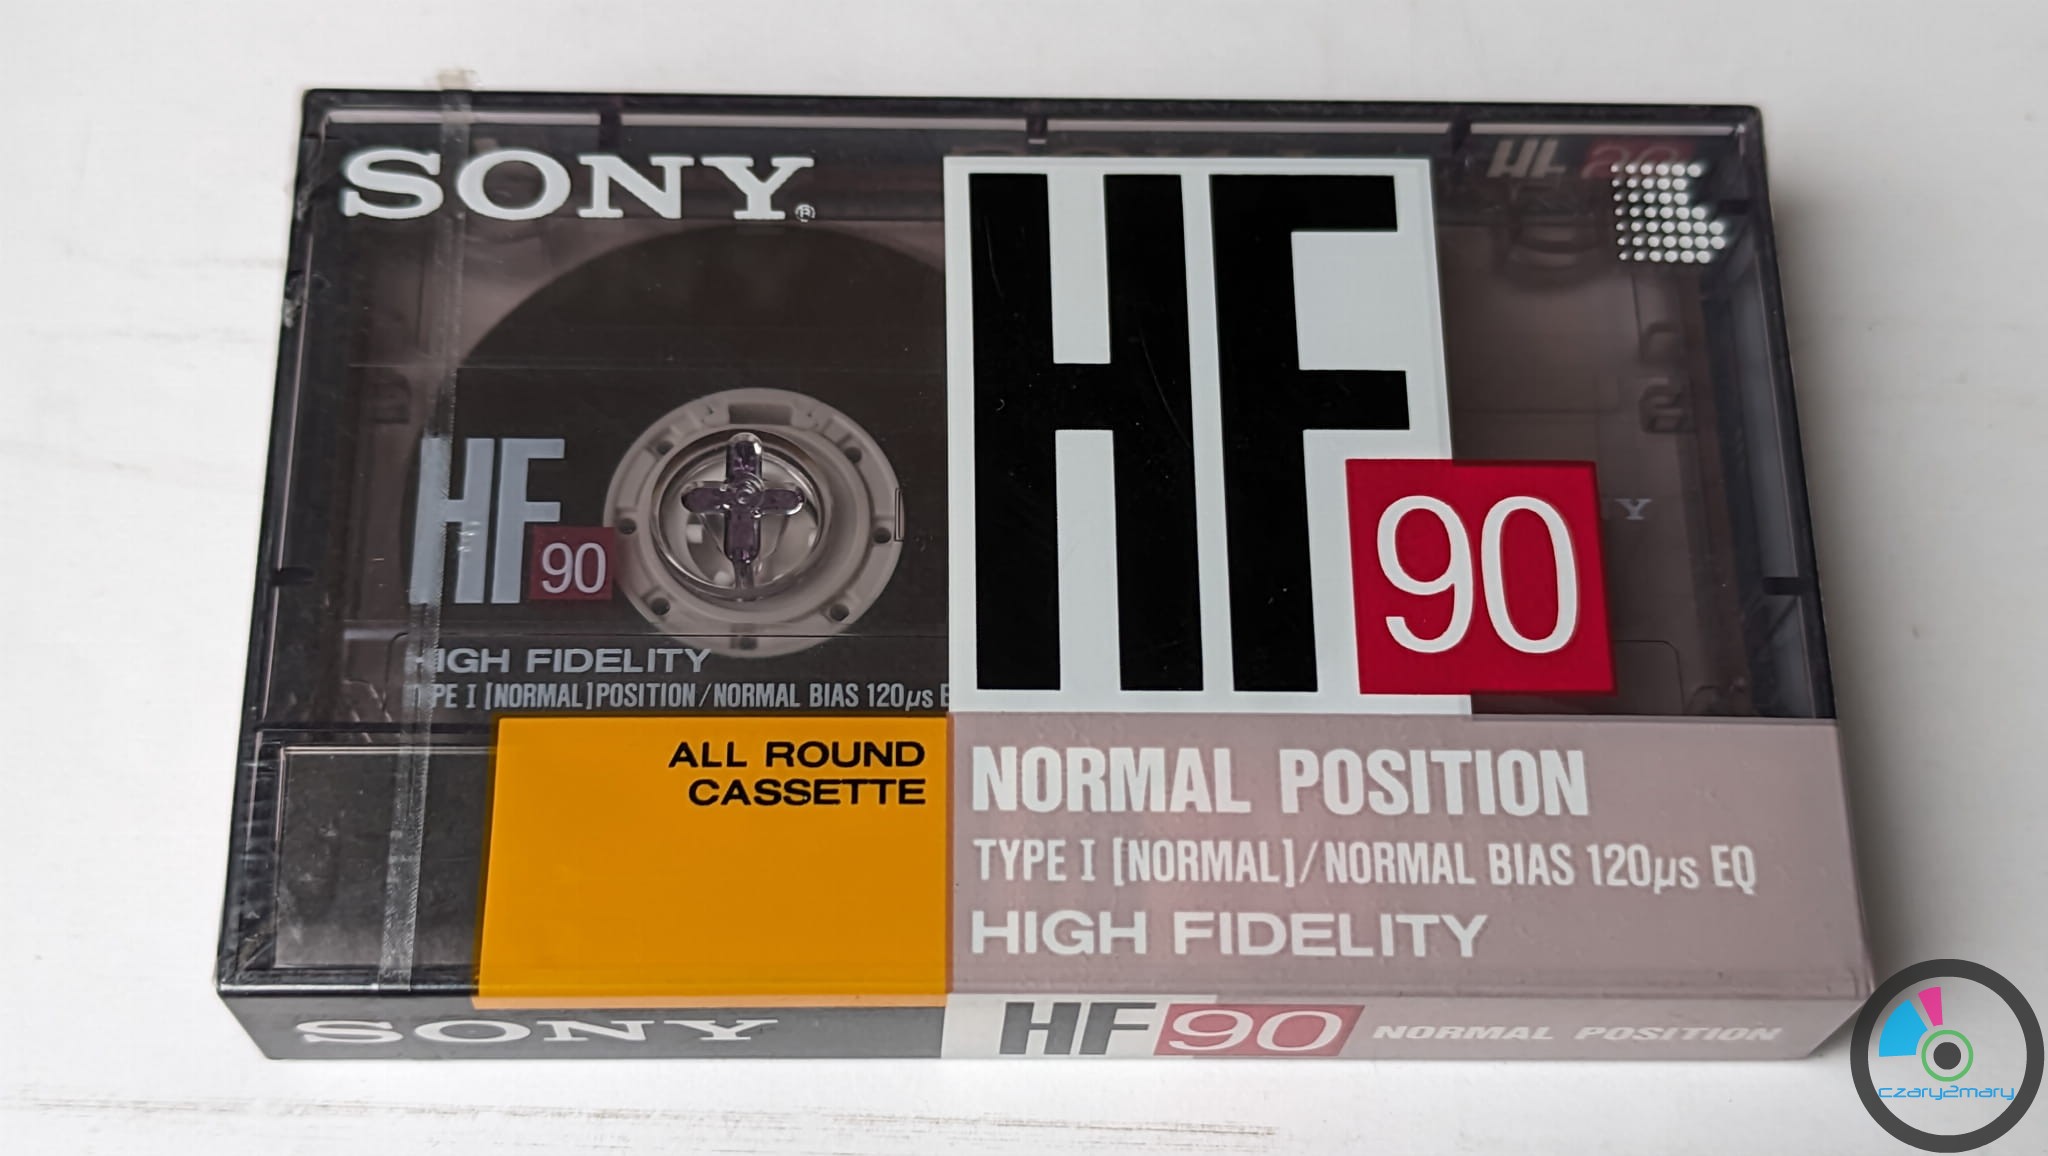 SONY®
HF
90
HF
90
HIGH FIDELITY
TYPE I [NORMAL] POSITION/NORMAL BIAS 120μs
ALL ROUND
CASSETTE
NORMAL POSITION
TYPE I [NORMAL]/NORMAL BIAS 120μs EQ
HIGH FIDELITY
SONY
HF 90 NORMAL POSITION
czary2mary